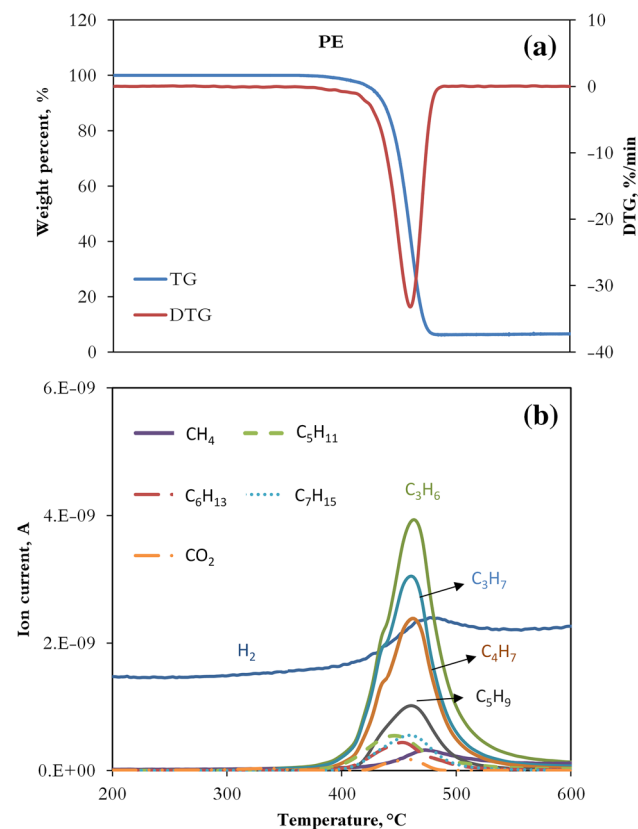 PE
(a)
120
100
80
60
40
20
0
Weight percent, %
10
0
-10
-20
-30
-40
DTG, %/min
TG
DTG
(b)
6.E-09
4.E-09
2.E-09
0.E+00
Ion current, A
CH₄
C₅H₁₁
C₆H₁₃
C₇H₁₅
CO₂
C₃H₆
C₃H₇
H₂
C₄H₇
C₅H₉
200 300 400 500 600
Temperature, °C